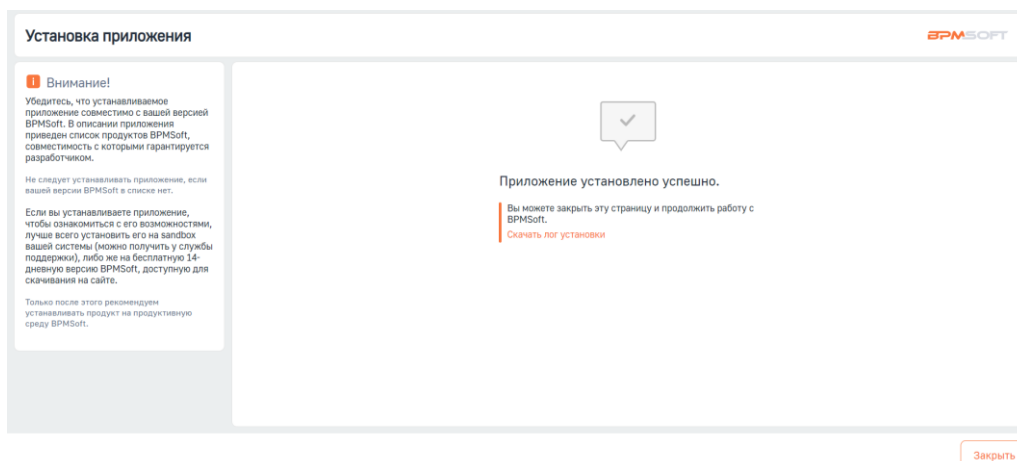 Установка приложения
BPMSOFT
Внимание!
Убедитесь, что устанавливаемое
приложение совместимо с вашей версией
BPMSoft. В описании приложения
приведен список продуктов BPMSoft,
совместимость с которыми гарантируется
разработчиком.
Не следует устанавливать приложение, если
вашей версии BPMSoft в списке нет.
Если вы устанавливаете приложение,
чтобы ознакомиться с его возможностями,
лучше всего установить его на sandbox
вашей системы (можно получить у службы
поддержки), либо же на бесплатную 14-
дневную версию BPMSoft, доступную для
скачивания на сайте.
Только после этого рекомендуем
устанавливать продукт на продуктивную
среду BPMSoft.
Приложение установлено успешно.
Вы можете закрыть эту страницу и продолжить работу с
BPMSoft.
Скачать лог установки
Закрыть